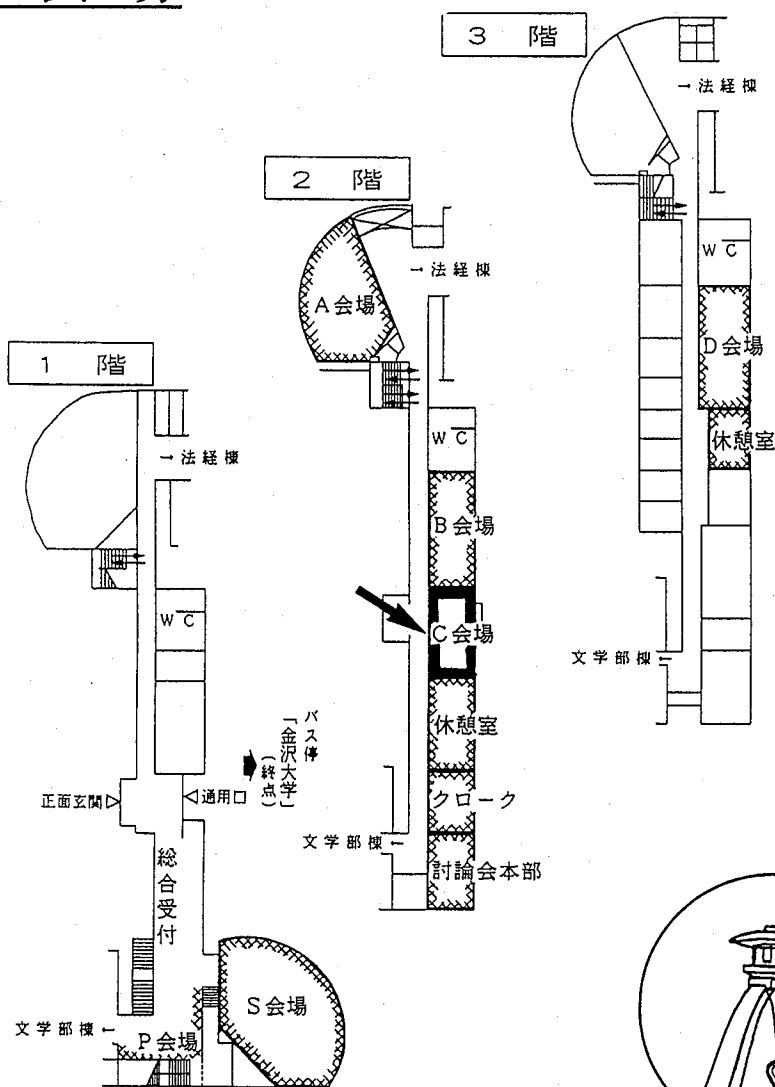 3 階
→法経棟
WC
D会場
休憩室
文学部棟←
2 階
A会場
→法経棟
WC
B会場
C会場
休憩室
クローク
文学部棟←
討論会本部
1 階
→法経棟
WC
バス停
「金沢大学」
(終点)
正面玄関▷
◁通用口
総合受付
S会場
文学部棟←
P会場